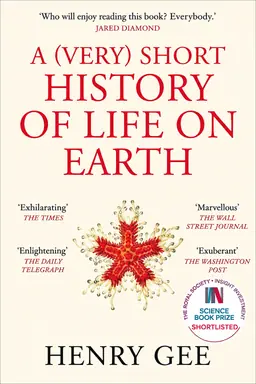 ‘Who will enjoy reading this book? Everybody.’
JARED DIAMOND
A (VERY) SHORT
HISTORY OF LIFE ON
EARTH
‘Exhilarating’
THE TIMES
‘Marvellous’
THE WALL
STREET JOURNAL
‘Enlightening’
THE DAILY
TELEGRAPH
‘Exuberant’
THE WASHINGTON
POST
THE ROYAL SOCIETY • INSIGHT INVESTMENT
SCIENCE
BOOK PRIZE
SHORTLISTED
HENRY GEE